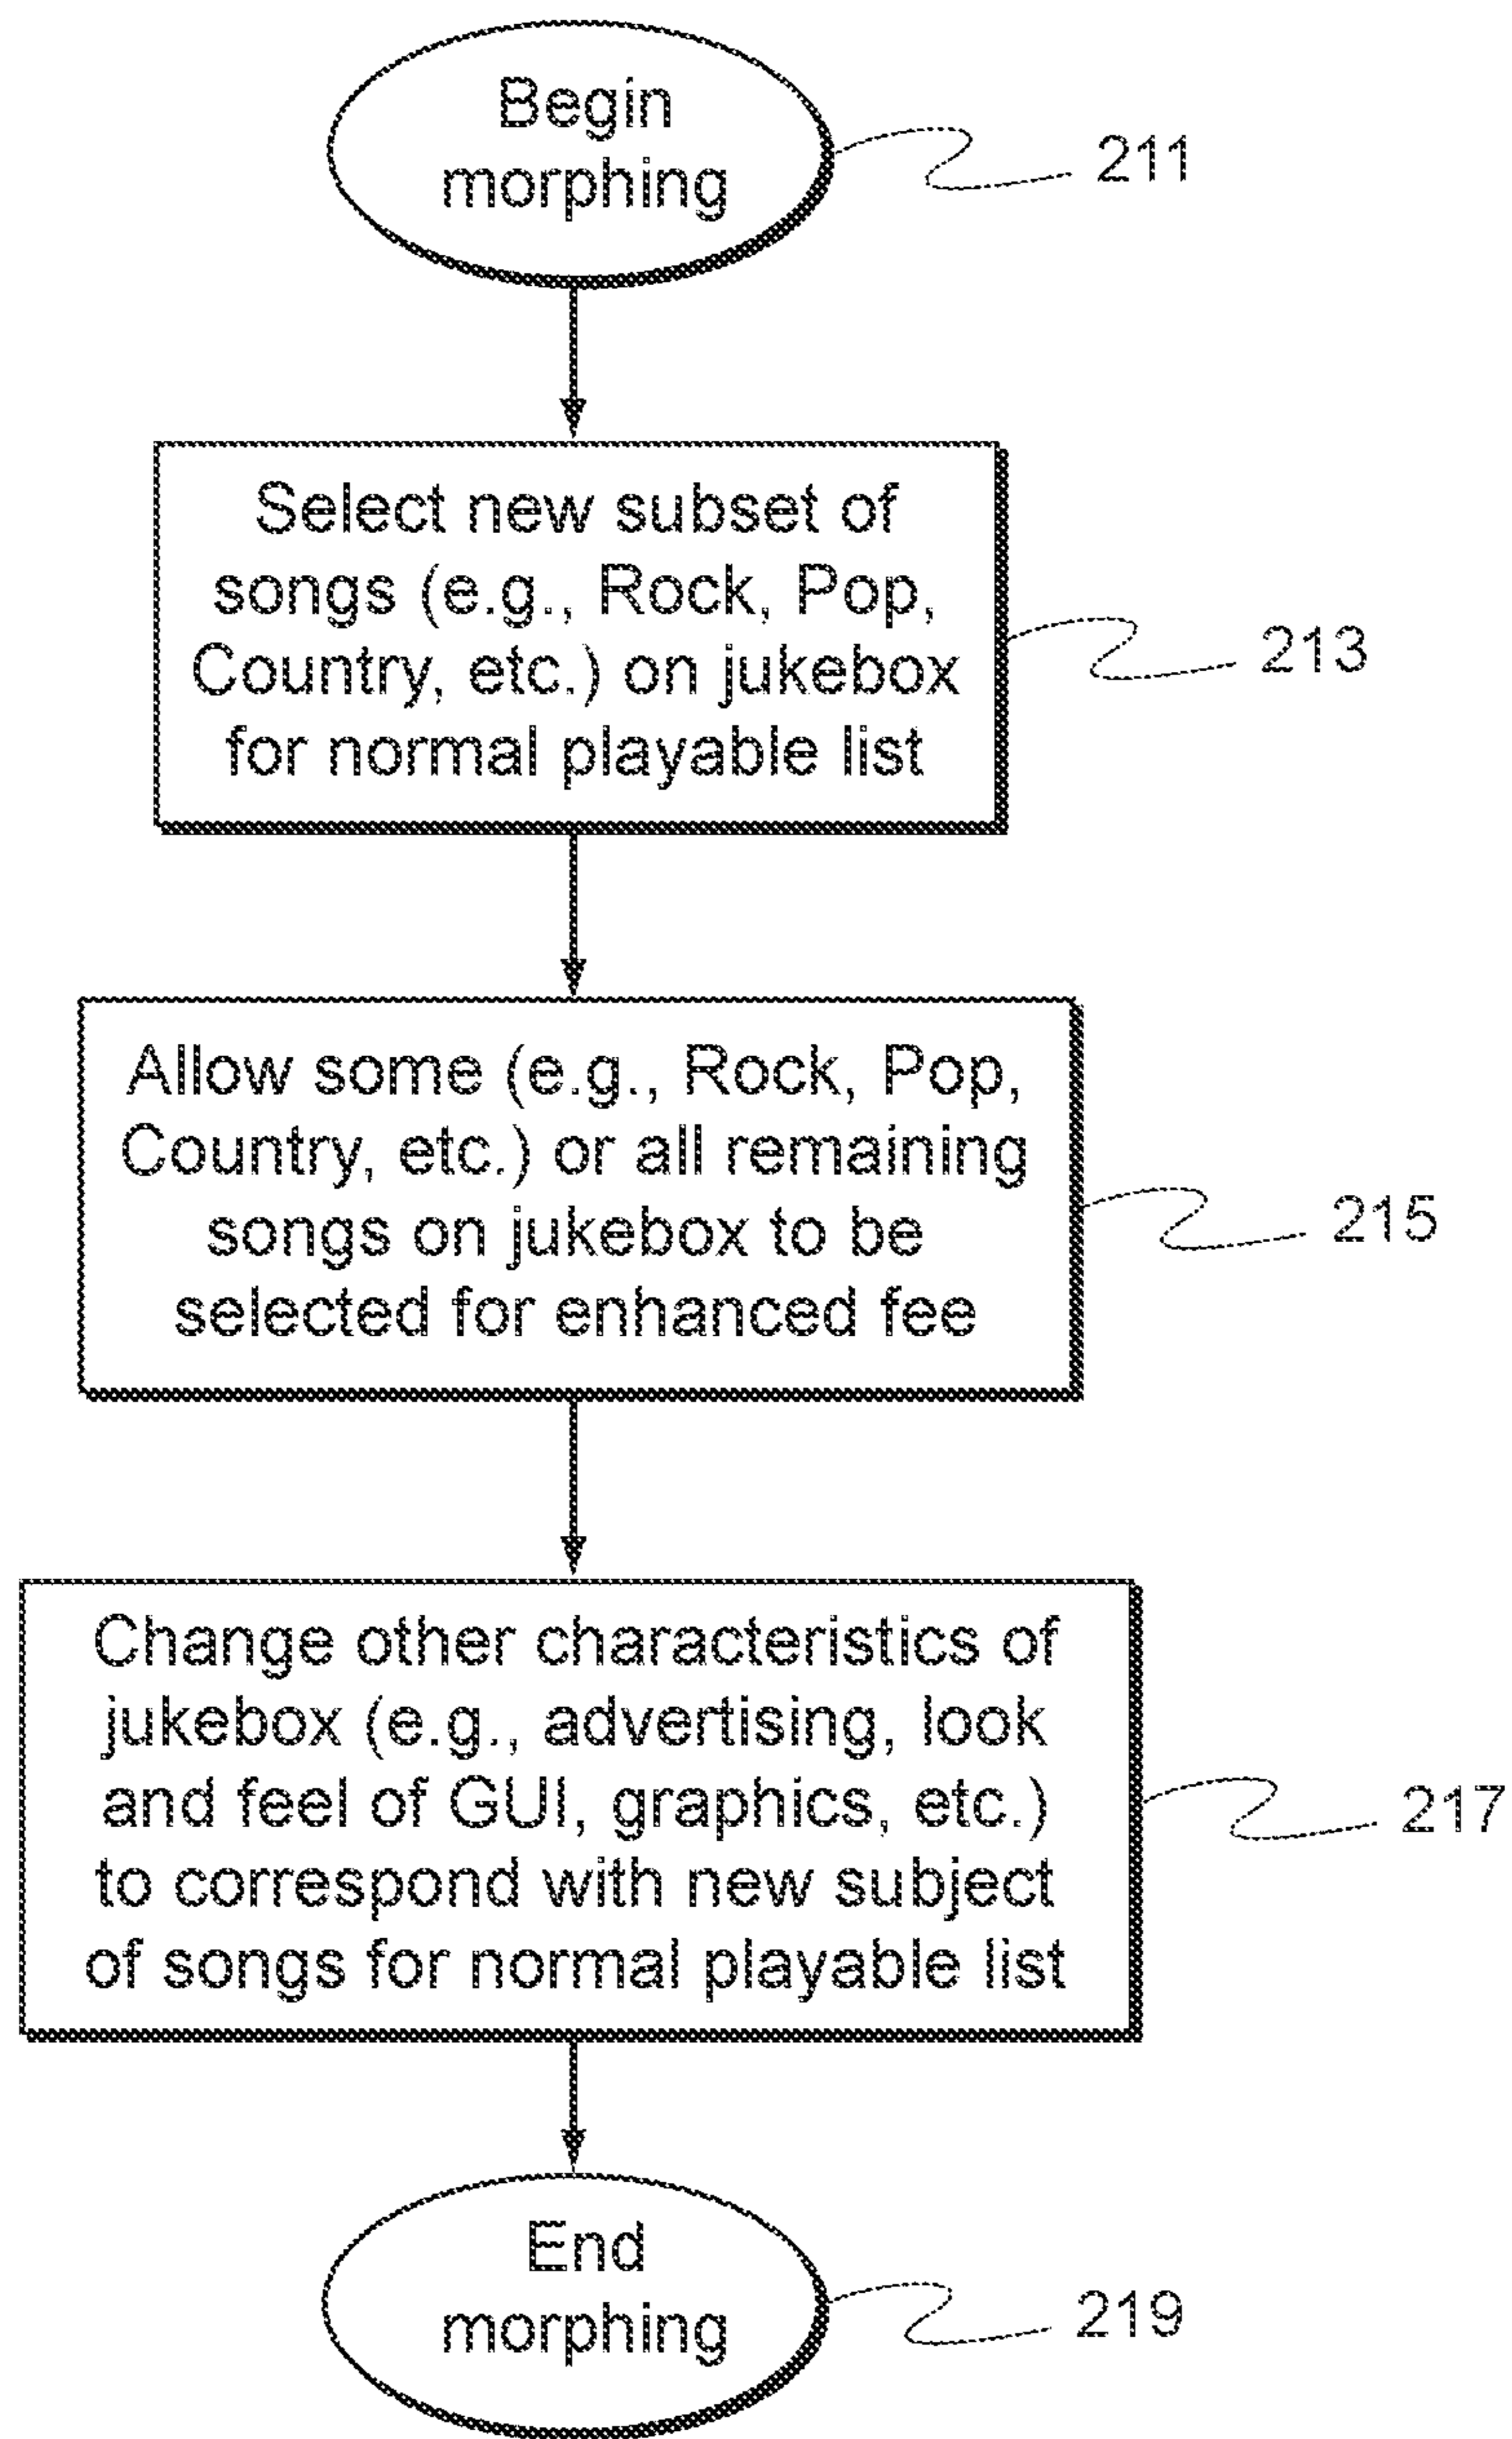 Begin
morphing
211
Select new subset of
songs (e.g., Rock, Pop,
Country, etc.) on jukebox
for normal playable list
213
Allow some (e.g., Rock, Pop,
Country, etc.) or all remaining
songs on jukebox to be
selected for enhanced fee
215
Change other characteristics of
jukebox (e.g., advertising, look
and feel of GUI, graphics, etc.)
to correspond with new subject
of songs for normal playable list
217
End
morphing
219